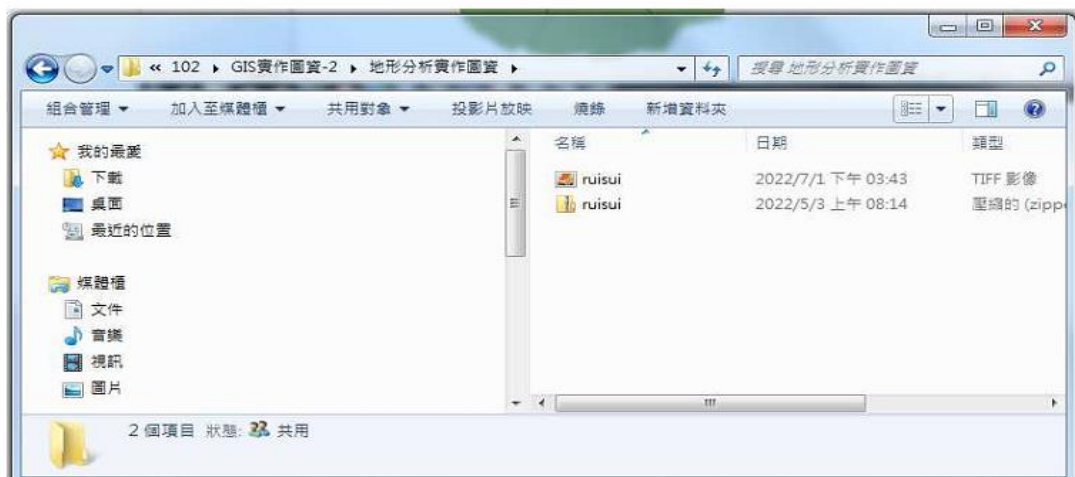 « 102 ▸ GIS實作圖資-2 ▸ 地形分析實作圖資 ▸ 搜尋 地形分析實作圖資
組合管理 ▼ 加入至媒體櫃 ▼ 共用對象 ▼ 投影片放映 燒錄 新增資料夾
我的最愛
下載
桌面
最近的位置
媒體櫃
文件
音樂
視訊
圖片
名稱 日期 類型
ruisui 2022/7/1 下午 03:43 TIFF 影像
ruisui 2022/5/3 上午 08:14 壓縮的 (zippe
2 個項目 狀態: 共用